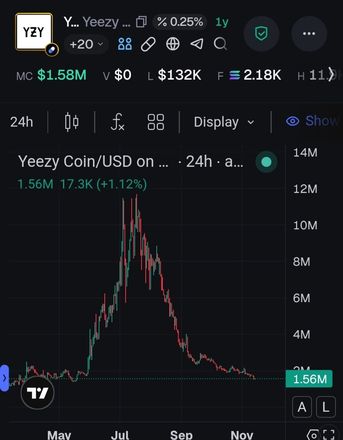 YZY
Y... Yeezy ... % 0.25% 1y
+20
MC $1.58M V $0 L $132K F 2.18K H 11.9
24h Display Show
Yeezy Coin/USD on ... · 24h · a...
1.56M 17.3K (+1.12%)
14M
12M
10M
8M
6M
4M
2M
1.56M
A L
May Jul Sep Nov